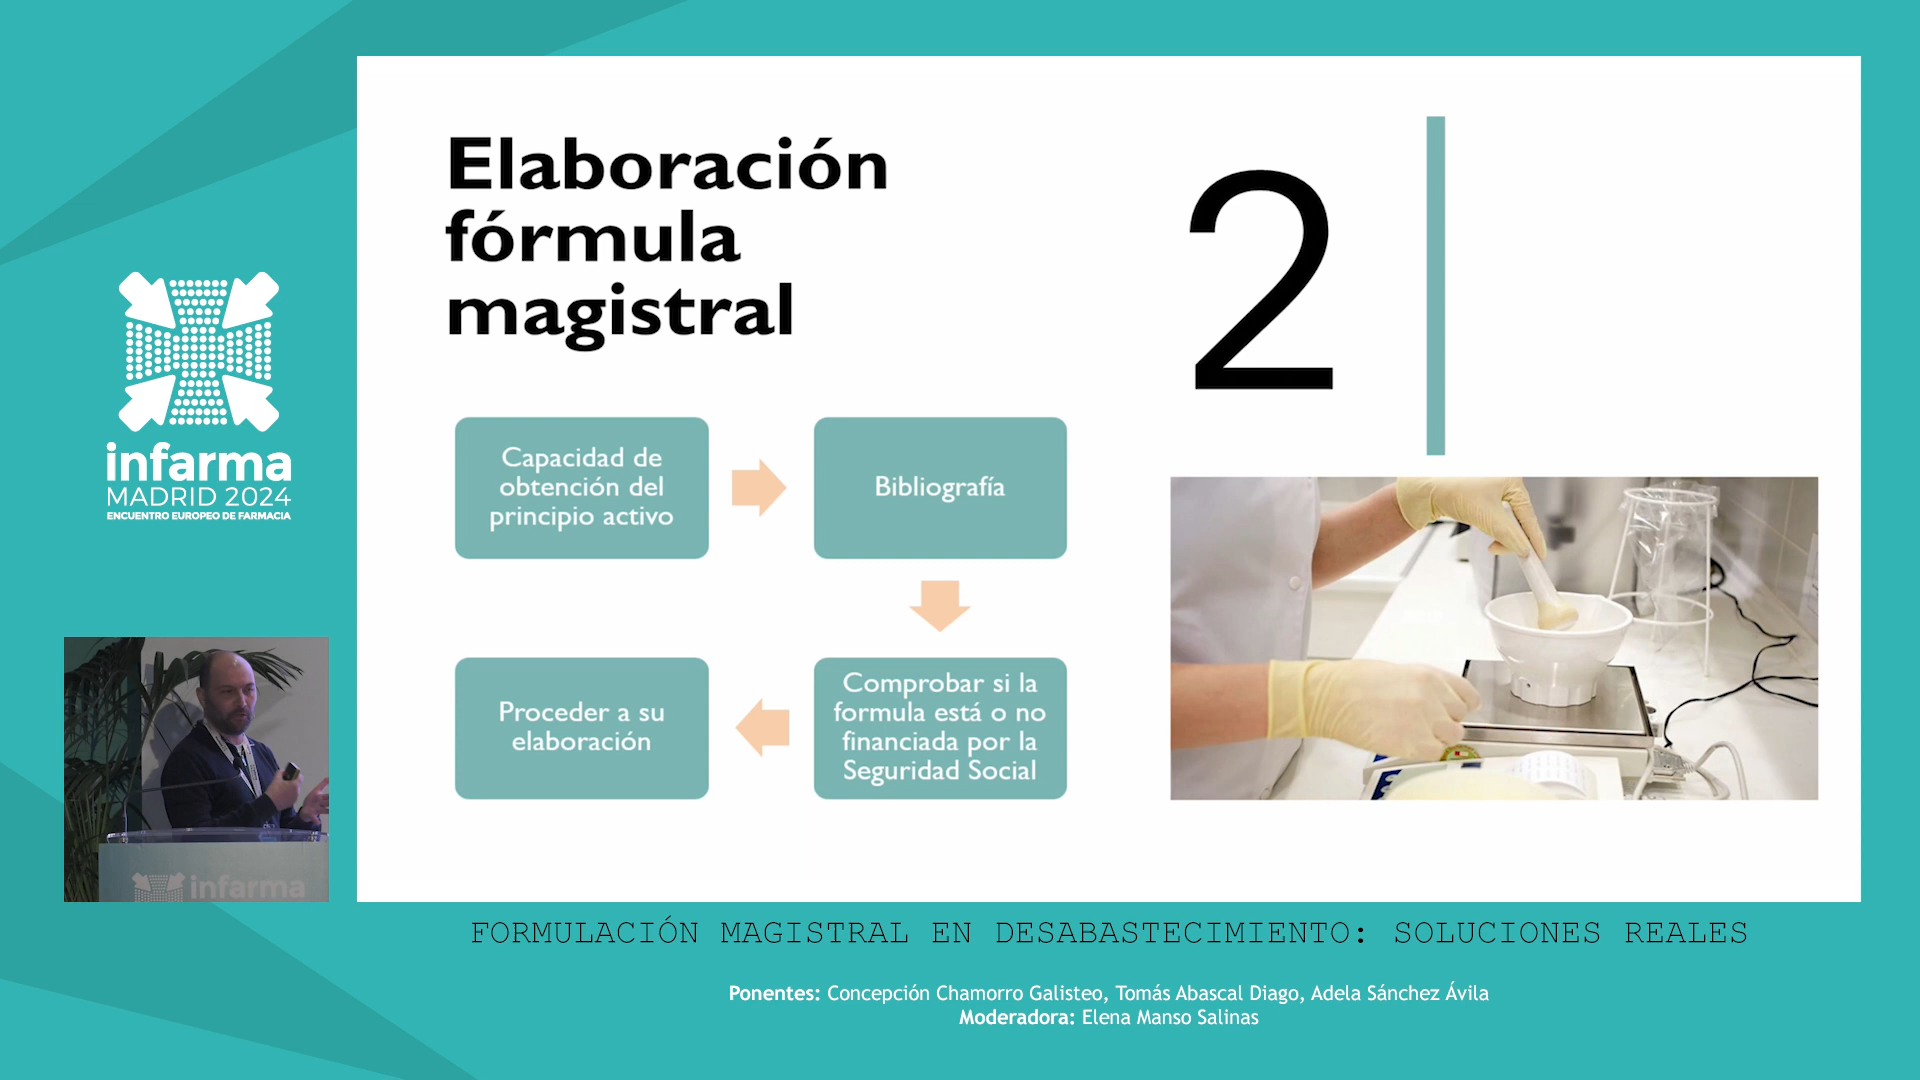 Elaboración
fórmula
magistral
2
Capacidad de
obtención del
principio activo
Bibliografía
Comprobar si la
formula está o no
financiada por la
Seguridad Social
Proceder a su
elaboración
infarma
MADRID 2024
ENCUENTRO EUROPEO DE FARMACIA
infarma
FORMULACIÓN MAGISTRAL EN DESABASTECIMIENTO: SOLUCIONES REALES
Ponentes: Concepción Chamorro Galisteo, Tomás Abascal Diago, Adela Sánchez Ávila
Moderadora: Elena Manso Salinas